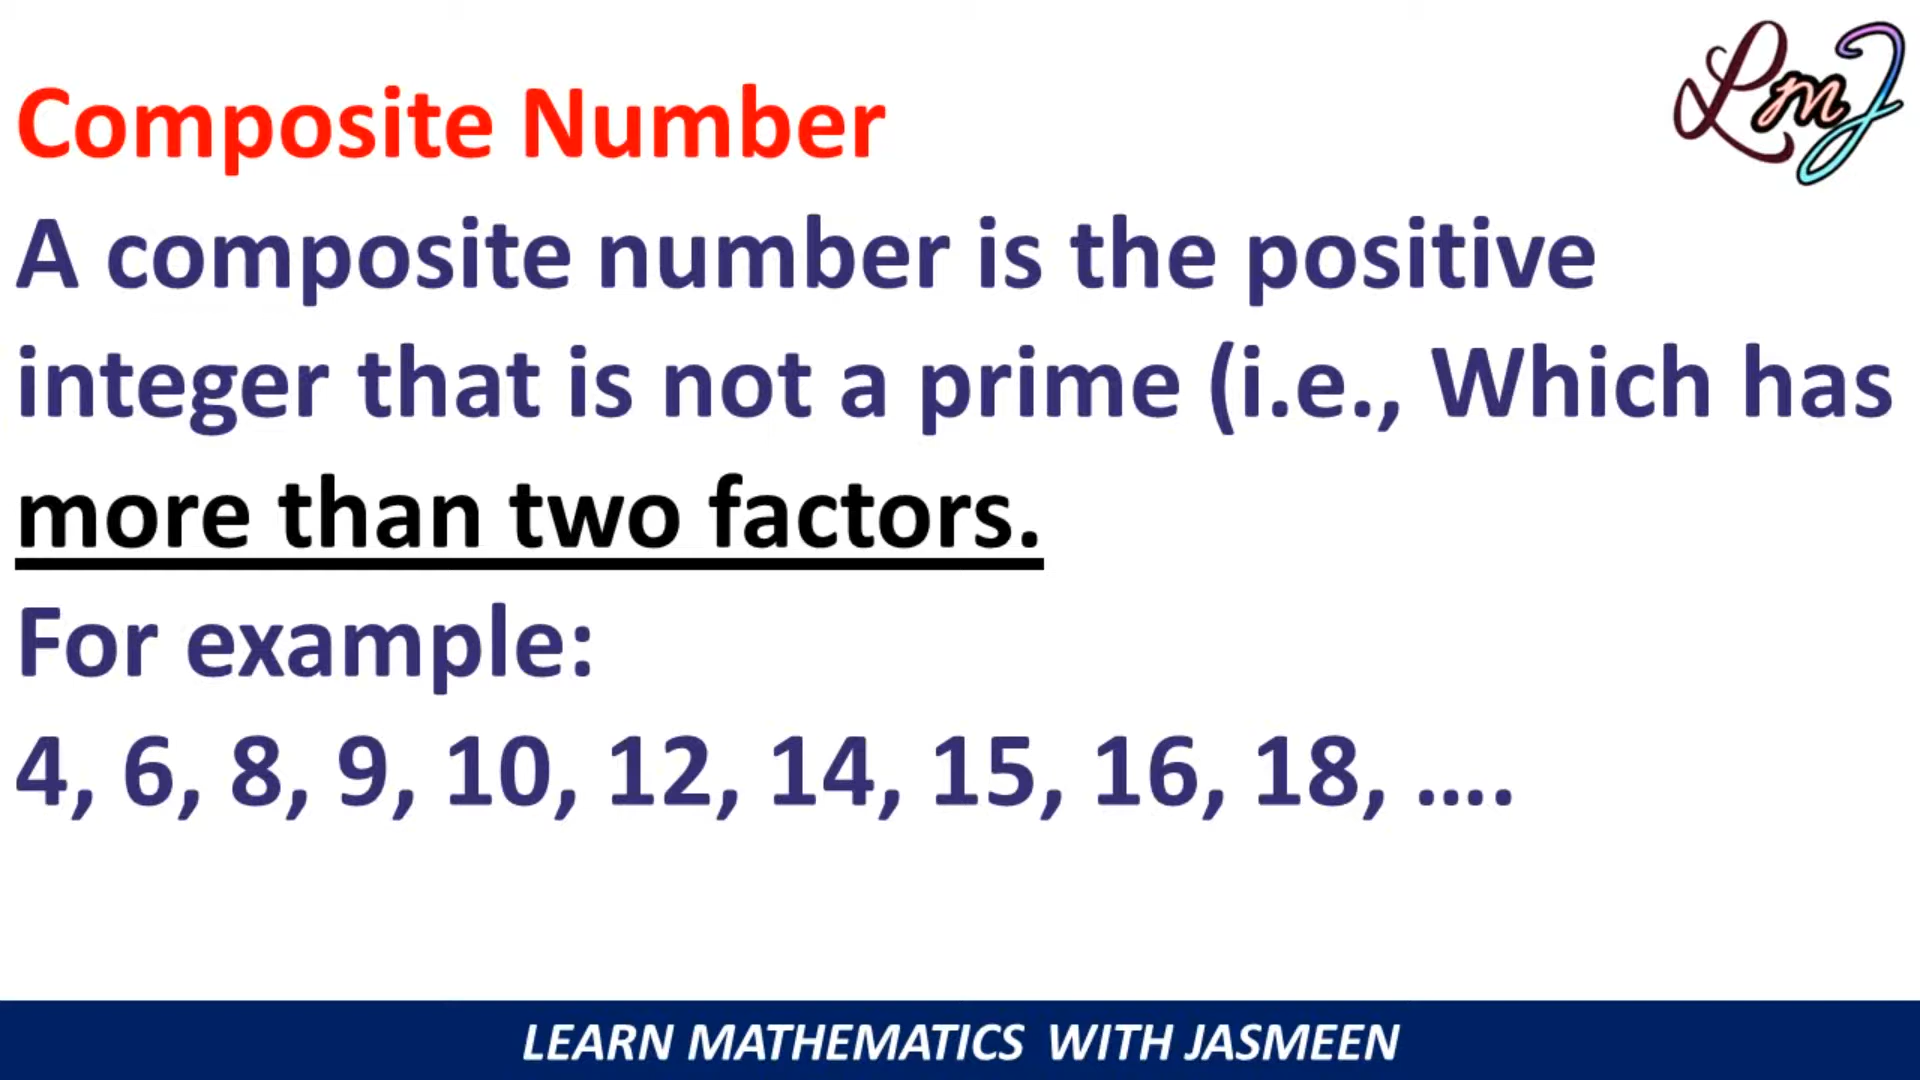 LmJ
Composite Number
A composite number is the positive
integer that is not a prime (i.e., Which has
more than two factors.
For example:
4, 6, 8, 9, 10, 12, 14, 15, 16, 18, ....
LEARN MATHEMATICS WITH JASMEEN